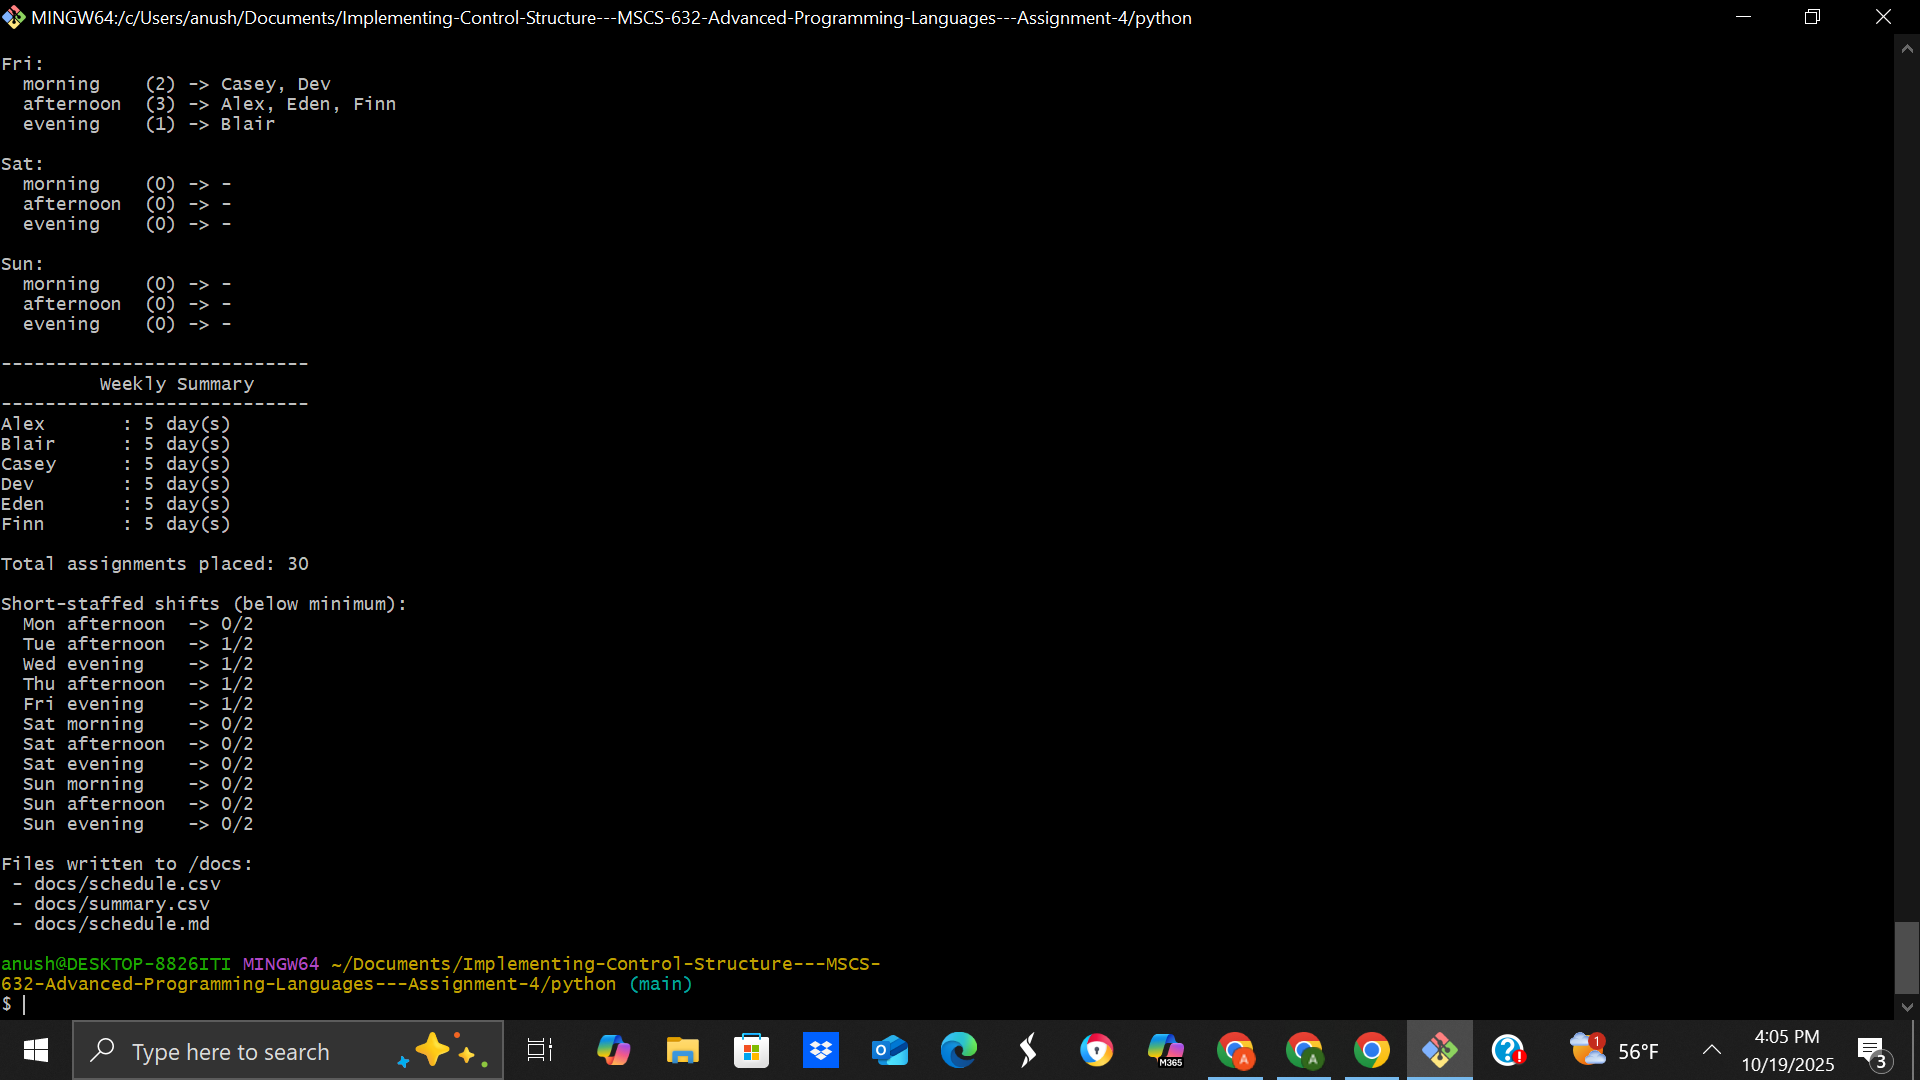 MINGW64:/c/Users/anush/Documents/Implementing-Control-Structure---MSCS-632-Advanced-Programming-Languages---Assignment-4/python
Fri:
  morning    (2) -> Casey, Dev
  afternoon  (3) -> Alex, Eden, Finn
  evening    (1) -> Blair
Sat:
  morning    (0) -> -
  afternoon  (0) -> -
  evening    (0) -> -
Sun:
  morning    (0) -> -
  afternoon  (0) -> -
  evening    (0) -> -
----------------------------
         Weekly Summary
----------------------------
Alex       : 5 day(s)
Blair      : 5 day(s)
Casey      : 5 day(s)
Dev        : 5 day(s)
Eden       : 5 day(s)
Finn       : 5 day(s)
Total assignments placed: 30
Short-staffed shifts (below minimum):
  Mon afternoon  -> 0/2
  Tue afternoon  -> 1/2
  Wed evening    -> 1/2
  Thu afternoon  -> 1/2
  Fri evening    -> 1/2
  Sat morning    -> 0/2
  Sat afternoon  -> 0/2
  Sat evening    -> 0/2
  Sun morning    -> 0/2
  Sun afternoon  -> 0/2
  Sun evening    -> 0/2
Files written to /docs:
 - docs/schedule.csv
 - docs/summary.csv
 - docs/schedule.md
anush@DESKTOP-8826ITI MINGW64 ~/Documents/Implementing-Control-Structure---MSCS-
632-Advanced-Programming-Languages---Assignment-4/python (main)
$
Type here to search
M365
A
A
1
56°F
4:05 PM
10/19/2025
3